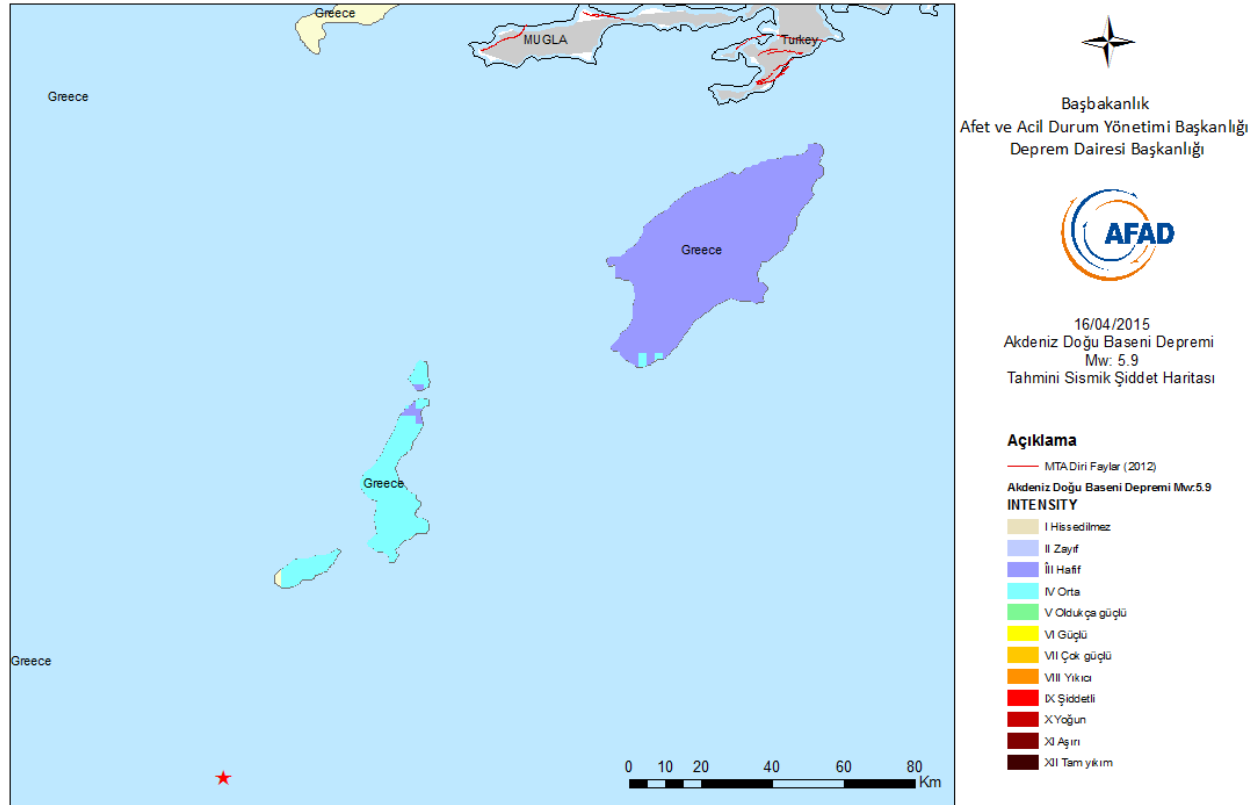 Greece
MUGLA
Turkey
Greece
Greece
Greece
Greece
0 5 10 20 40 60 80
Km
Başbakanlık
Afet ve Acil Durum Yönetimi Başkanlığı
Deprem Dairesi Başkanlığı
AFAD
16/04/2015
Akdeniz Doğu Baseni Depremi
Mw: 5.9
Tahmini Sismik Şiddet Haritası
Açıklama
MTA Diri Faylar (2012)
Akdeniz Doğu Baseni Depremi Mw:5.9
INTENSITY
I Hissedilmez
II Zayıf
ÎII Hafif
IV Orta
V Oldukça güçlü
VI Güçlü
VII Çok güçlü
VIII Yıkıcı
IX Şiddetli
X Yoğun
XI Aşırı
XII Tam yıkım